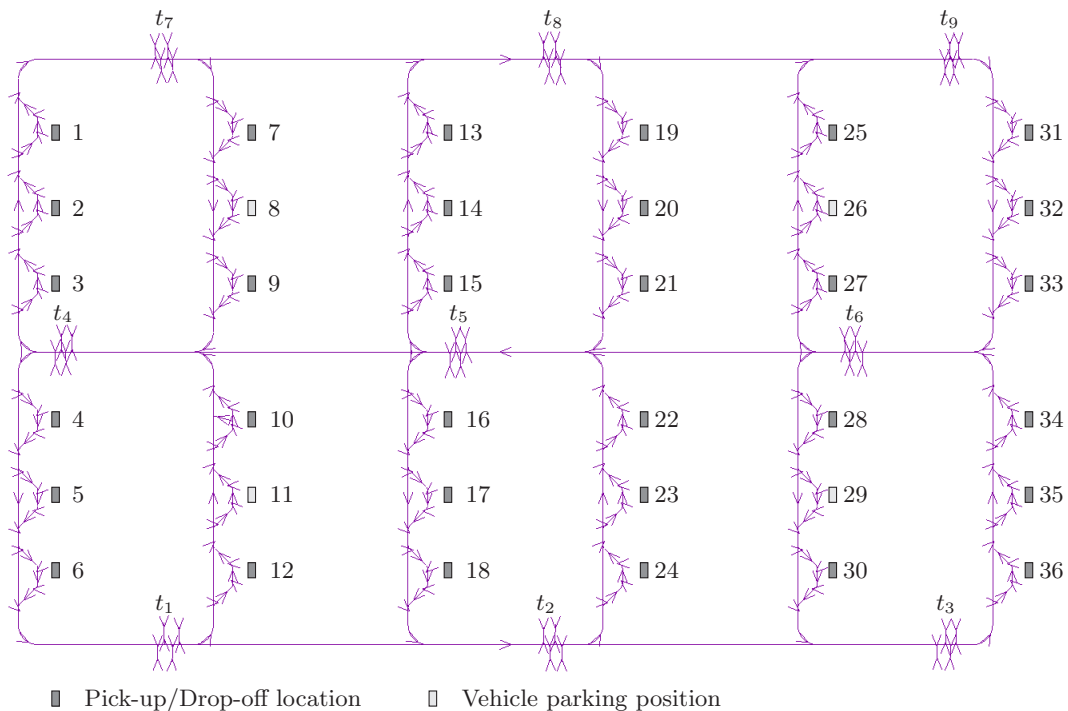 t7 t8 t9
1 7 13 19 25 31
2 8 14 20 26 32
3 9 15 21 27 33
t4 t5 t6
4 10 16 22 28 34
5 11 17 23 29 35
6 12 18 24 30 36
t1 t2 t3
Pick-up/Drop-off location Vehicle parking position